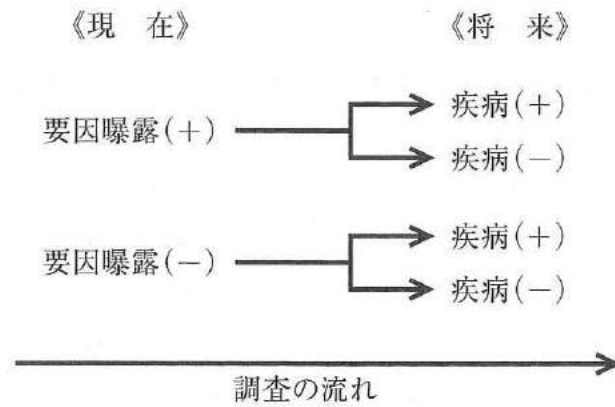 《現　在》　《将　来》
要因曝露(+)
疾病(+)
疾病(−)
要因曝露(−)
疾病(+)
疾病(−)
調査の流れ